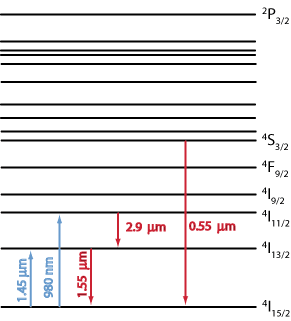 ²P₃/₂
⁴S₃/₂
⁴F₉/₂
⁴I₉/₂
⁴I₁₁/₂
2.9 μm
0.55 μm
⁴I₁₃/₂
1.45 μm
980 nm
1.55 μm
⁴I₁₅/₂